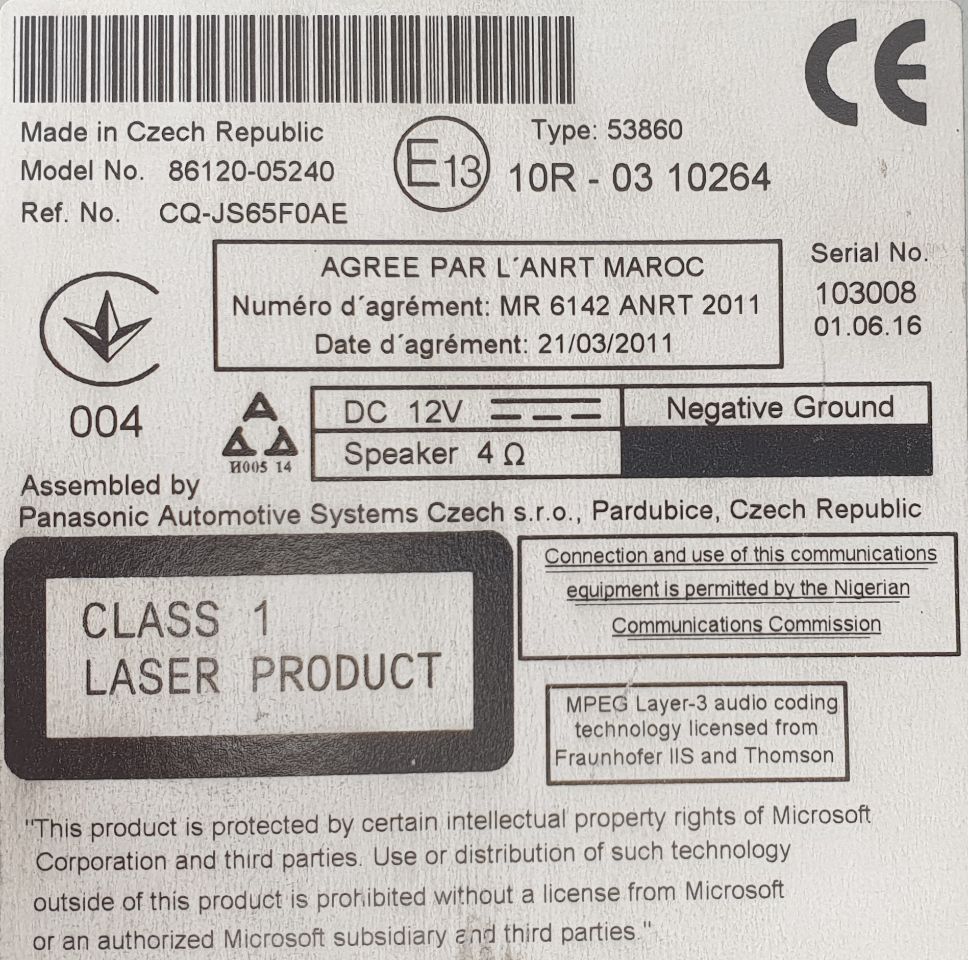 CE
Made in Czech Republic
Type: 53860
Model No. 86120-05240
E13
10R - 03 10264
Ref. No. CQ-JS65F0AE
AGREE PAR L´ANRT MAROC
Numéro d´agrément: MR 6142 ANRT 2011
Date d´agrément: 21/03/2011
Serial No.
103008
01.06.16
004
И005 14
DC 12V
Negative Ground
Speaker 4 Ω
Assembled by
Panasonic Automotive Systems Czech s.r.o., Pardubice, Czech Republic
CLASS 1
LASER PRODUCT
Connection and use of this communications
equipment is permitted by the Nigerian
Communications Commission
MPEG Layer-3 audio coding
technology licensed from
Fraunhofer IIS and Thomson
"This product is protected by certain intellectual property rights of Microsoft
Corporation and third parties. Use or distribution of such technology
outside of this product is prohibited without a license from Microsoft
or an authorized Microsoft subsidiary and third parties."